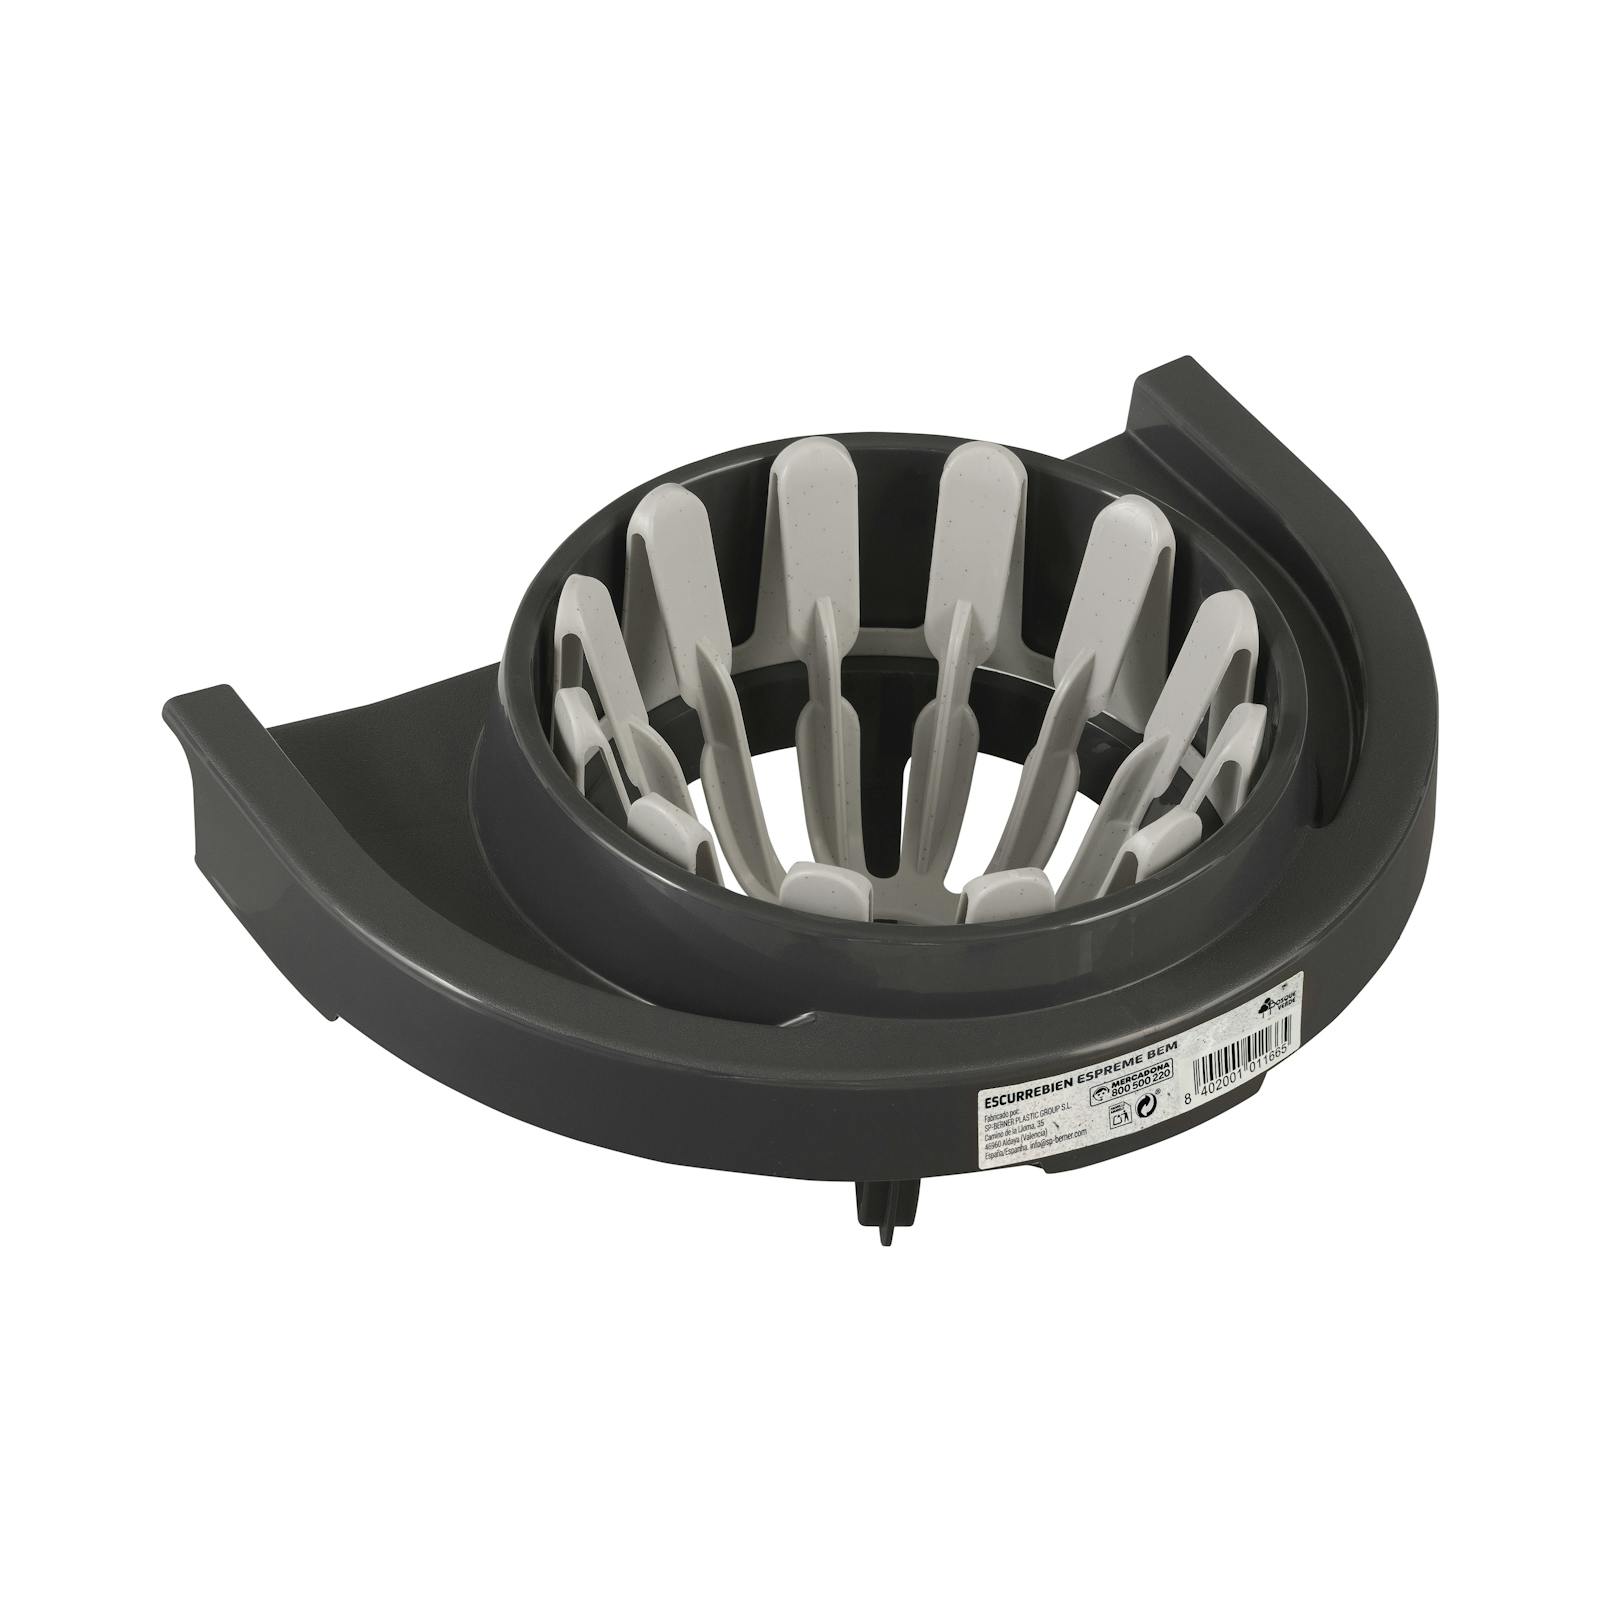 BOSQUE
VERDE
ESCURREBIEN ESPREME BEM
Fabricado por:
SP-BERNER PLASTIC GROUP S.L.
Camino de la Lloma, 35
46960 Aldaya (Valencia)
España/Espanha. info@sp-berner.com
MERCADONA
800 500 220
8 402001 011665